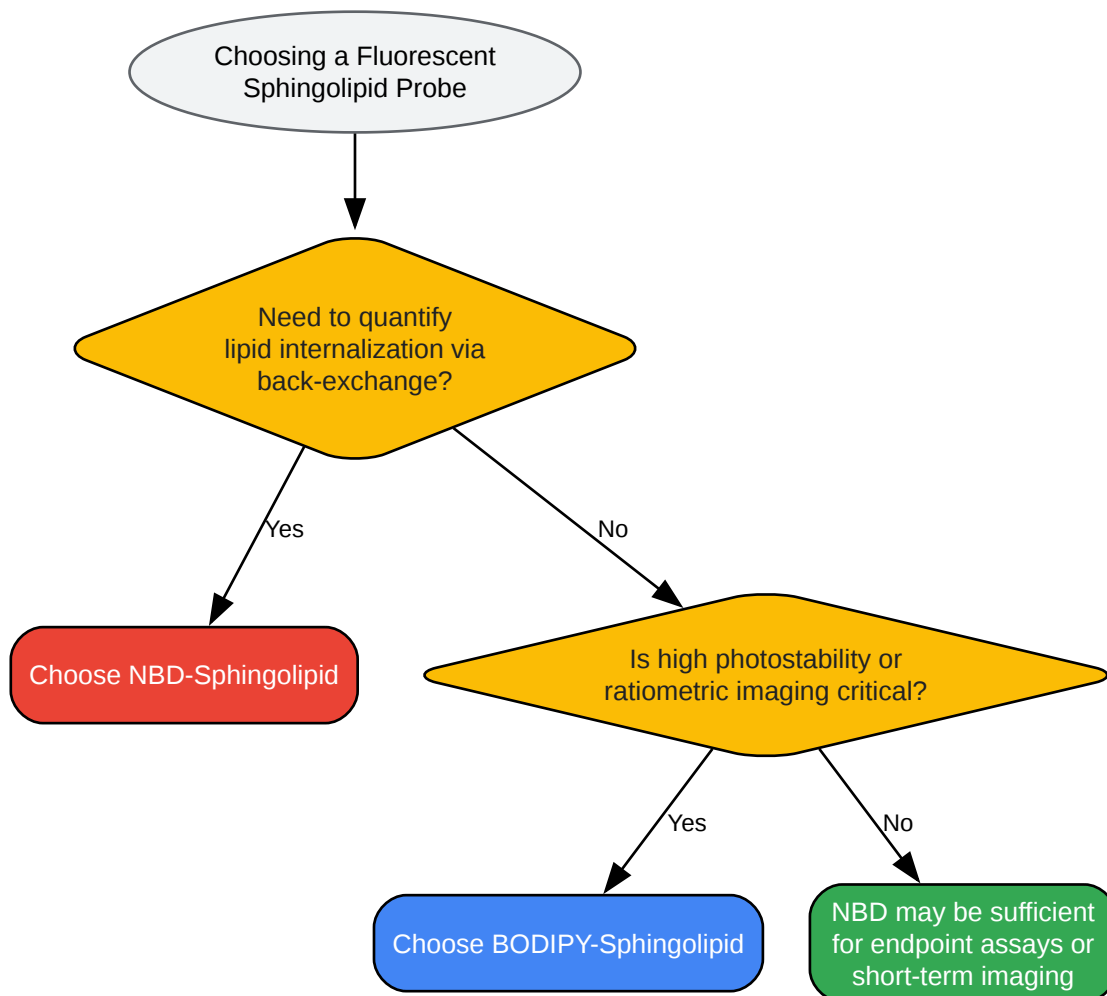 Choosing a Fluorescent
Sphingolipid Probe
Need to quantify
lipid internalization via
back-exchange?
Yes
No
Choose NBD-Sphingolipid
Is high photostability or
ratiometric imaging critical?
Yes
No
Choose BODIPY-Sphingolipid
NBD may be sufficient
for endpoint assays or
short-term imaging